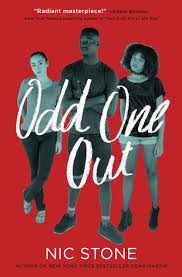 "Radiant masterpiece!"
Odd One
Out
NIC STONE
AUTHOR OF NEW YORK TIMES BESTSELLER DEAR MARTIN